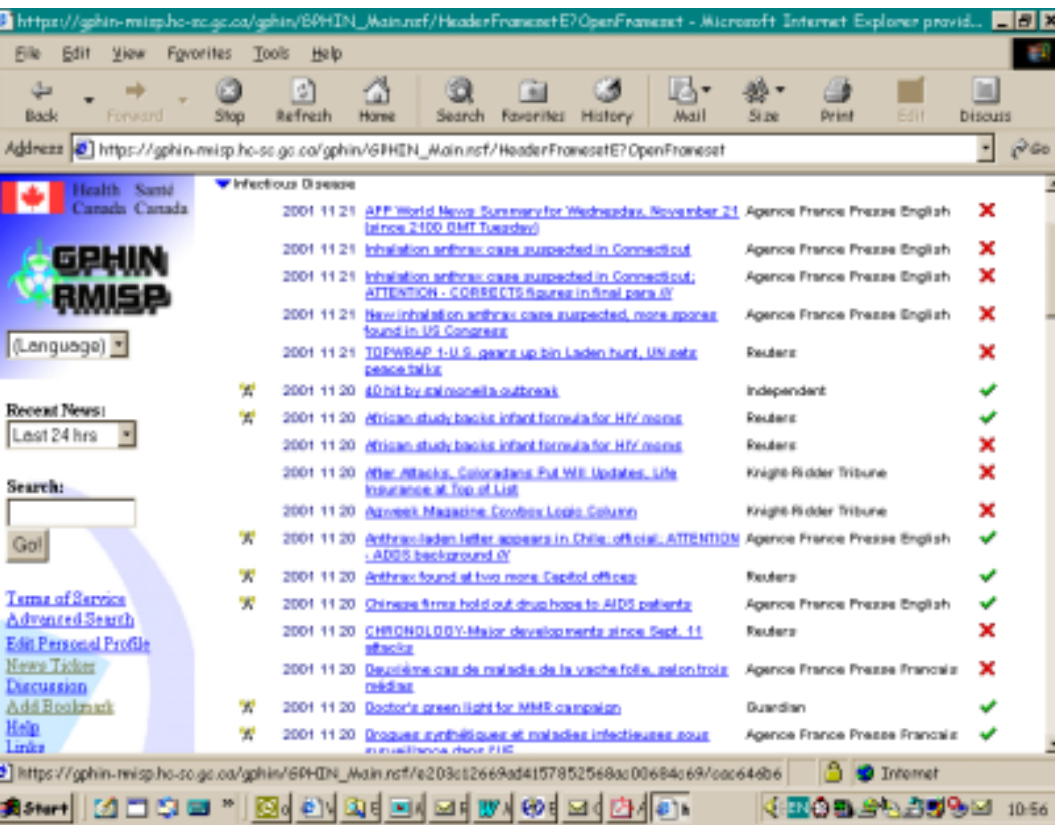 https://gphin-rmisp.hc-sc.gc.ca/gphin/GPHIN_Main.nsf/HeaderFramesetE?OpenFrameset - Microsoft Internet Explorer provid...
File Edit View Favorites Tools Help
Back Forward Stop Refresh Home Search Favorites History Mail Size Print Edit Discuss
Address https://gphin-rmisp.hc-sc.gc.ca/gphin/GPHIN_Main.nsf/HeaderFramesetE?OpenFrameset Go
Health Santé
Canada Canada
GPHIN
RMISP
(Language)
Recent News:
Last 24 hrs
Search:
Go!
Terms of Service
Advanced Search
Edit Personal Profile
News Ticker
Discussion
Add Bookmark
Help
Links
Infectious Disease
2001 11 21 AFP World News Summary for Wednesday, November 21 Agence France Presse English
(since 2100 GMT Tuesday)
2001 11 21 Inhalation anthrax case suspected in Connecticut Agence France Presse English
2001 11 21 Inhalation anthrax case suspected in Connecticut; Agence France Presse English
ATTENTION - CORRECTS figures in final para ///
2001 11 21 New inhalation anthrax case suspected, more spores Agence France Presse English
found in US Congress
2001 11 21 TOPWRAP 1-U.S. gears up bin Laden hunt, UN sets Reuters
peace talks
2001 11 20 40 hit by salmonella outbreak Independent
2001 11 20 African study backs infant formula for HIV moms Reuters
2001 11 20 African study backs infant formula for HIV moms Reuters
2001 11 20 After Attacks, Coloradans Put Will Updates, Life Knight-Ridder Tribune
Insurance at Top of List
2001 11 20 Agweek Magazine Cowbox Logic Column Knight-Ridder Tribune
2001 11 20 Anthrax-laden letter appears in Chile: official; ATTENTION Agence France Presse English
- ADDS background ///
2001 11 20 Anthrax found at two more Capitol offices Reuters
2001 11 20 Chinese firms hold out drug hope to AIDS patients Agence France Presse English
2001 11 20 CHRONOLOGY-Major developments since Sept. 11 Reuters
attacks
2001 11 20 Deuxième cas de maladie de la vache folle, selon trois Agence France Presse Francais
médias
2001 11 20 Doctor's green light for MMR campaign Guardian
2001 11 20 Drogues synthétiques et maladies infectieuses sous Agence France Presse Francais
surveillance dans l'UE
Internet
Start
EN
10:56